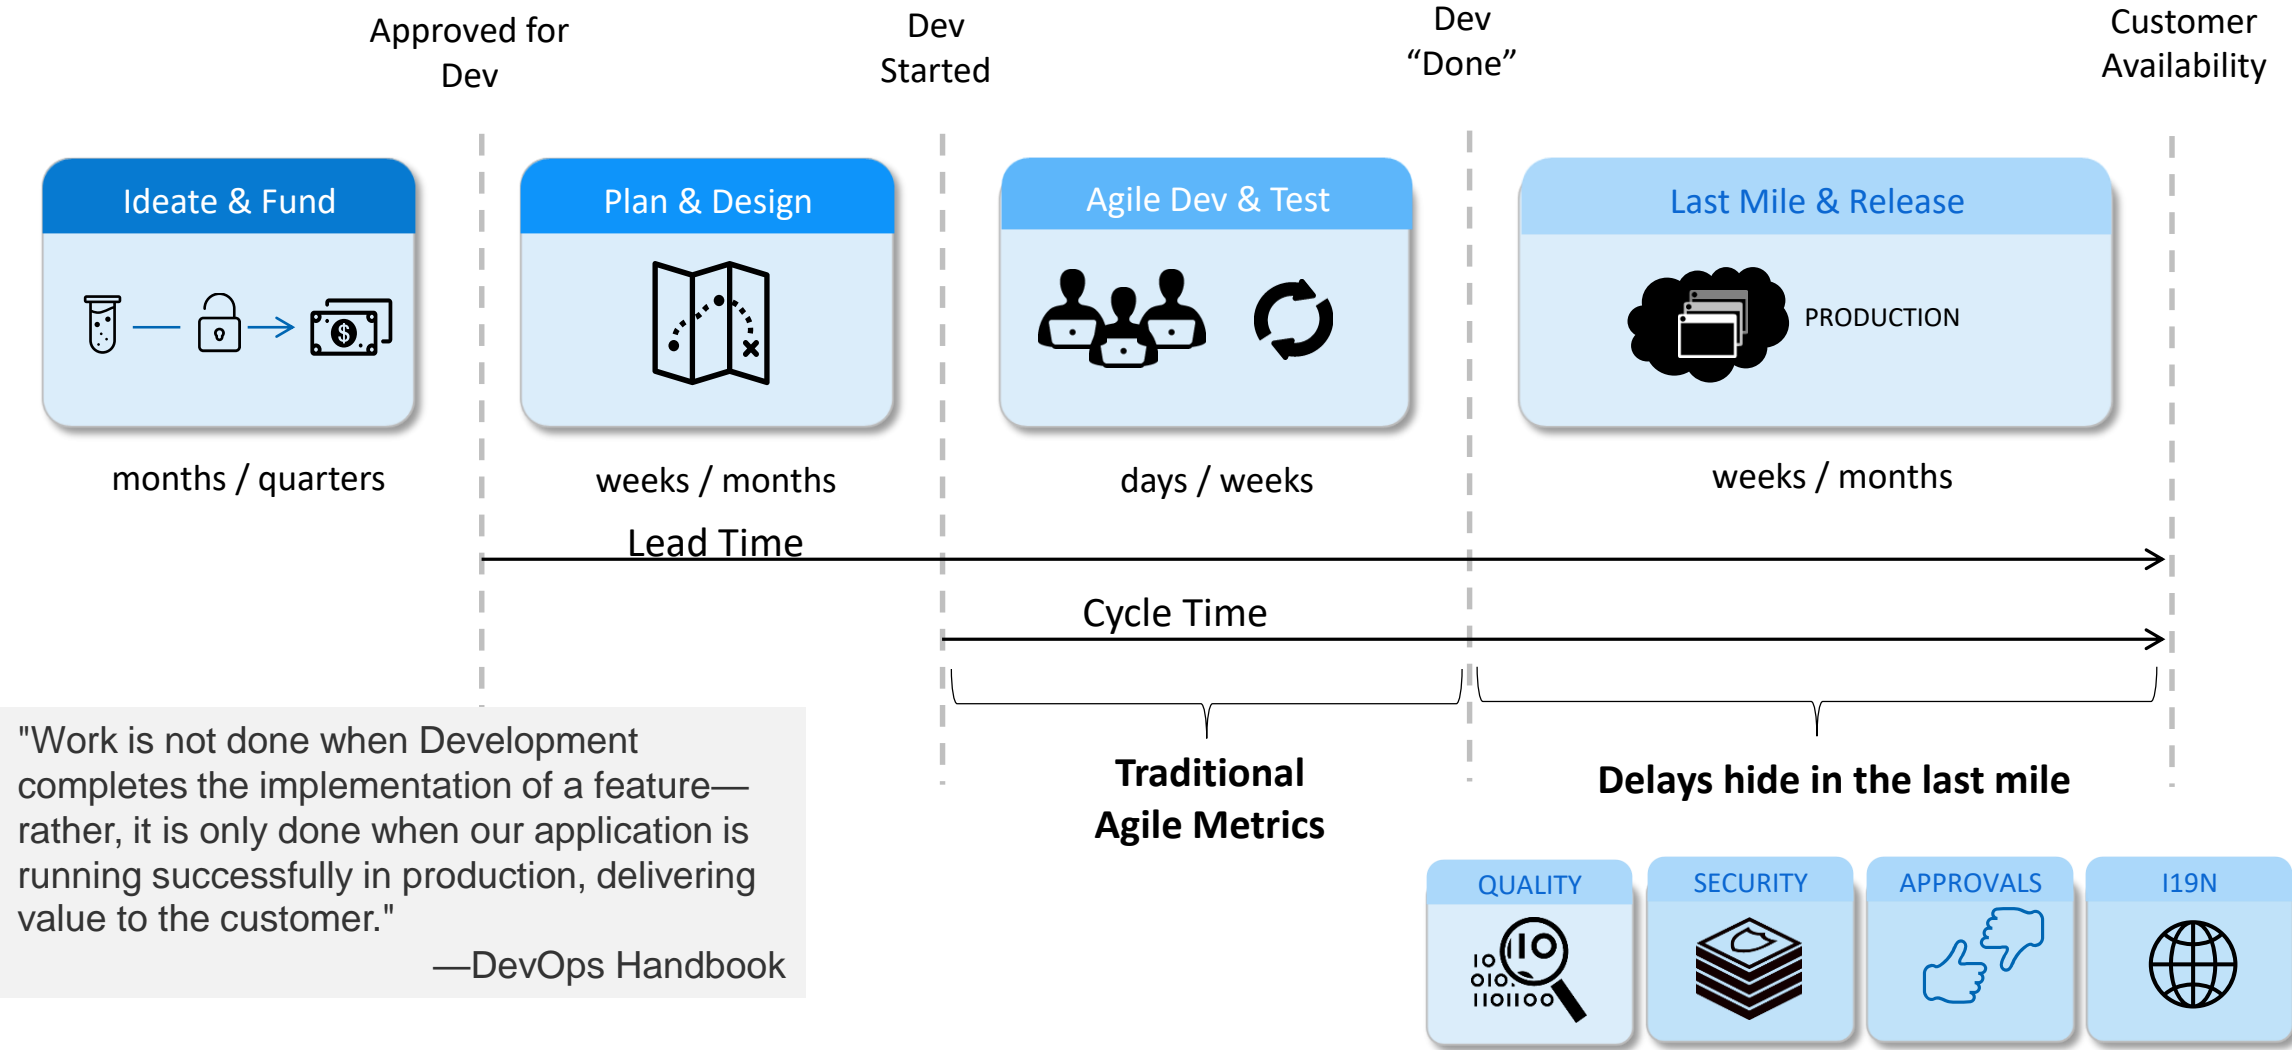 Approved for
Dev
Dev
Started
Dev
“Done”
Customer
Availability
Ideate & Fund
Plan & Design
Agile Dev & Test
Last Mile & Release
$
PRODUCTION
months / quarters
weeks / months
days / weeks
weeks / months
Lead Time
Cycle Time
"Work is not done when Development
completes the implementation of a feature—
rather, it is only done when our application is
running successfully in production, delivering
value to the customer."
—DevOps Handbook
Traditional
Agile Metrics
Delays hide in the last mile
QUALITY
SECURITY
APPROVALS
I19N
IO
IIO
OIO.
IIOIIOO